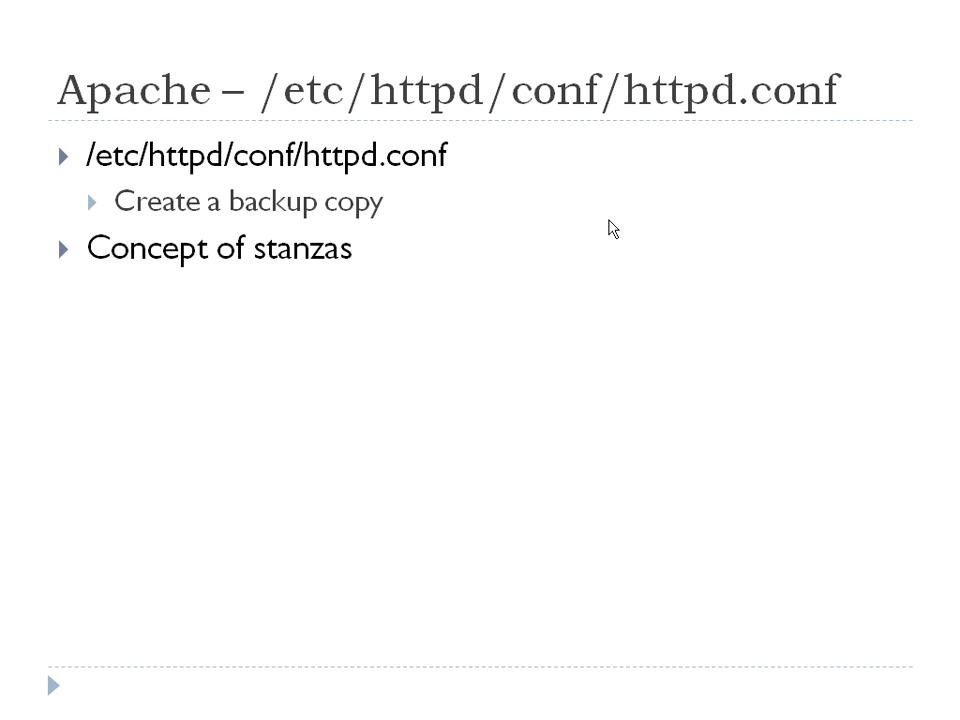 Apache – /etc/httpd/conf/httpd.conf
/etc/httpd/conf/httpd.conf
Create a backup copy
Concept of stanzas